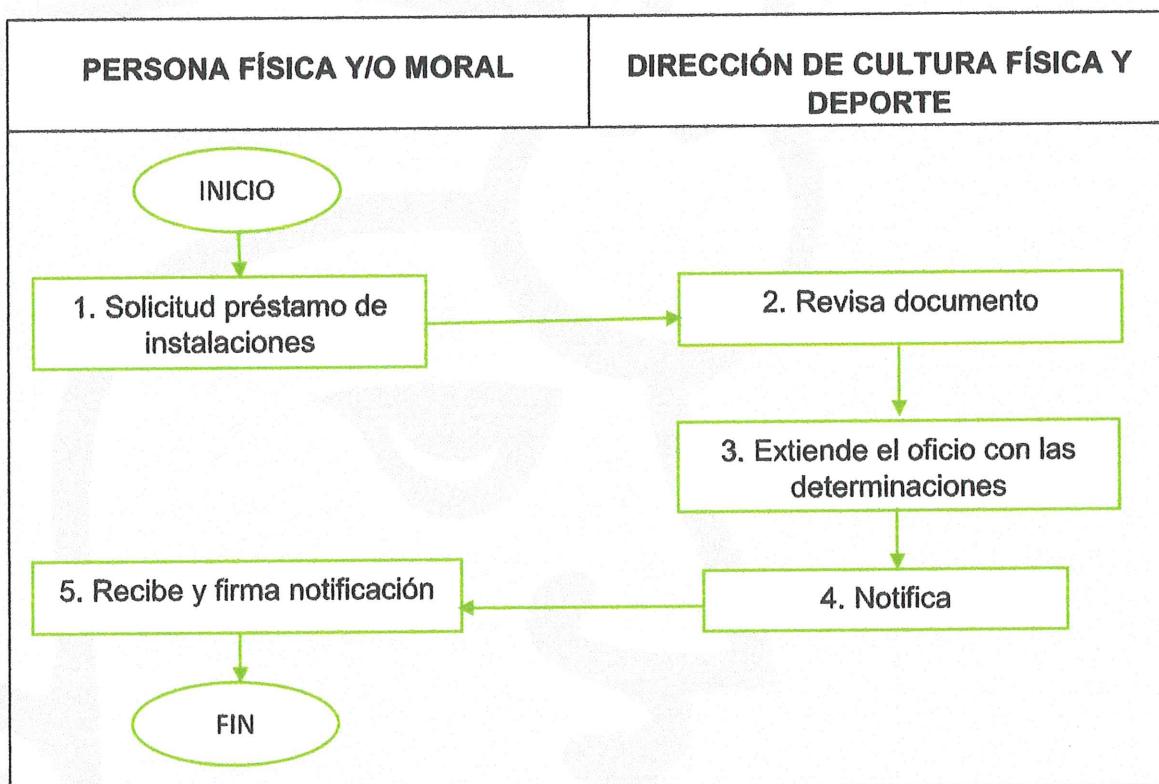 PERSONA FÍSICA Y/O MORAL
DIRECCIÓN DE CULTURA FÍSICA Y
DEPORTE
INICIO
1. Solicitud préstamo de
instalaciones
2. Revisa documento
3. Extiende el oficio con las
determinaciones
4. Notifica
5. Recibe y firma notificación
FIN